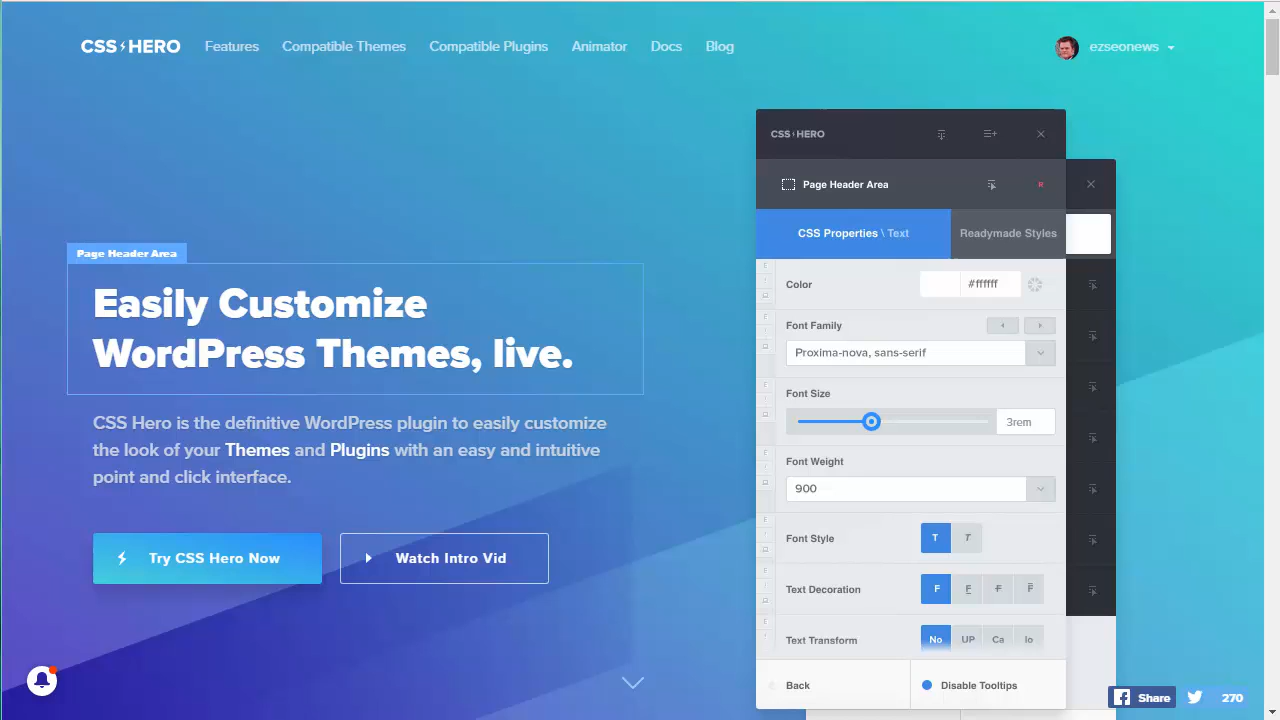 CSS HERO Features Compatible Themes Compatible Plugins Animator Docs Blog ezseonews
Page Header Area
Easily Customize
WordPress Themes, live.
CSS Hero is the definitive WordPress plugin to easily customize
the look of your Themes and Plugins with an easy and intuitive
point and click interface.
Try CSS Hero Now
Watch Intro Vid
CSS HERO
Page Header Area
CSS Properties \ Text Readymade Styles
Color #ffffff
Font Family
Proxima-nova, sans-serif
Font Size
3rem
Font Weight
900
Font Style T T
Text Decoration F F F F
Text Transform No UP Ca lo
Back Disable Tooltips
Share 270